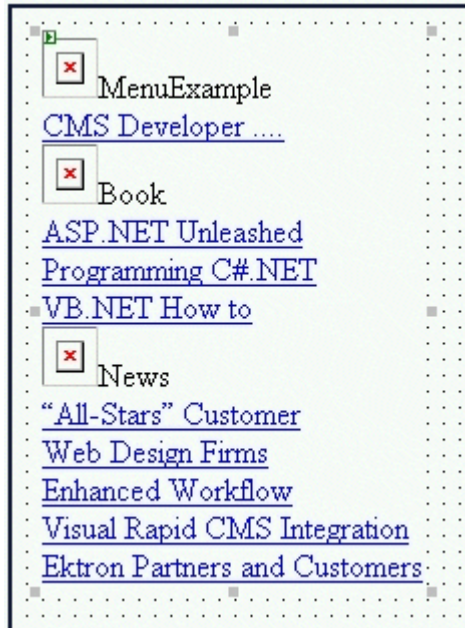 MenuExample
CMS Developer ....
Book
ASP.NET Unleashed
Programming C#.NET
VB.NET How to
News
“All-Stars” Customer
Web Design Firms
Enhanced Workflow
Visual Rapid CMS Integration
Ektron Partners and Customers